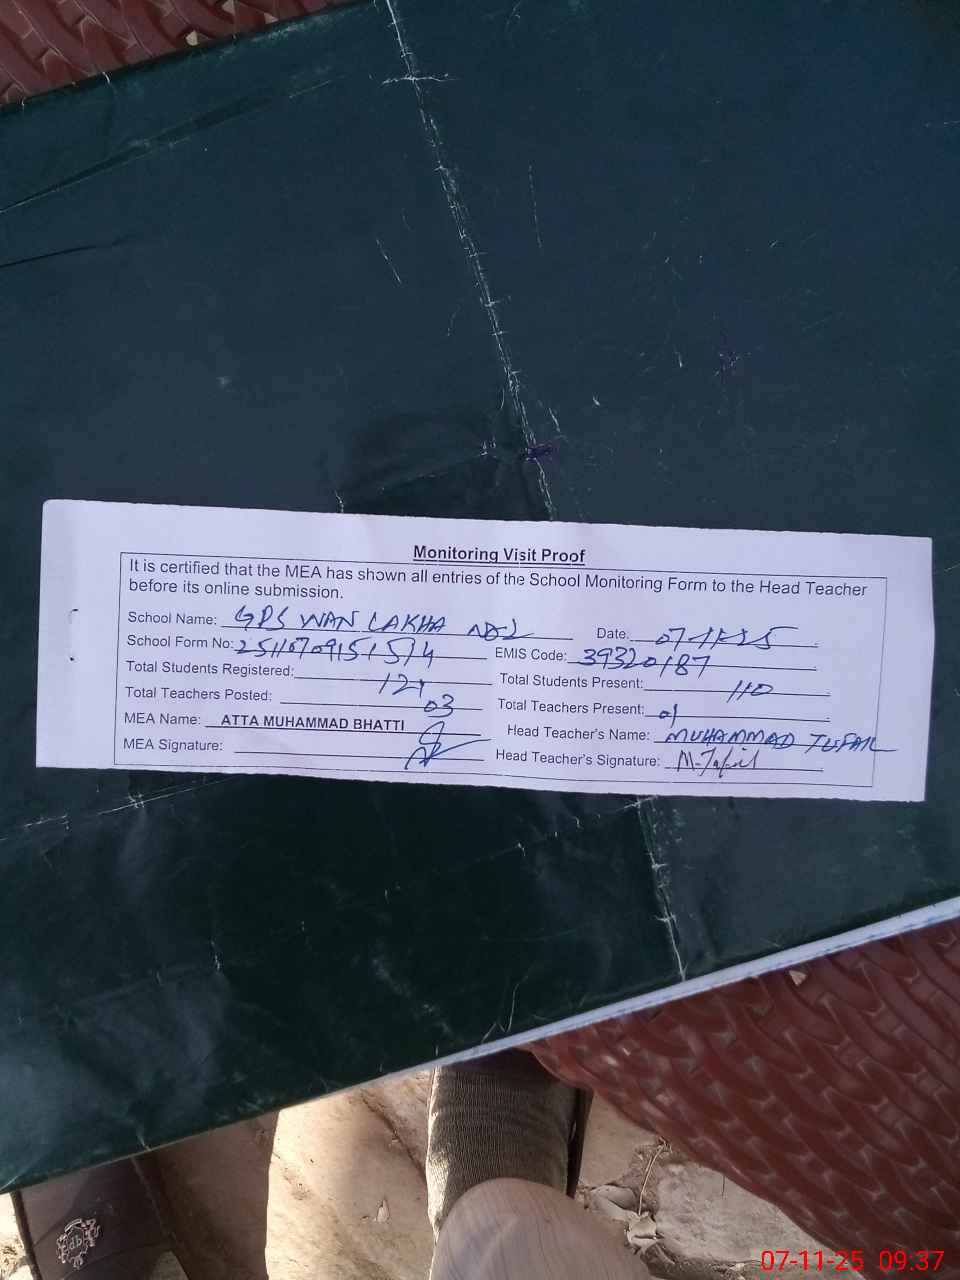 Monitoring Visit Proof
It is certified that the MEA has shown all entries of the School Monitoring Form to the Head Teacher
before its online submission.
School Name: GPS WAN LAKHA NO2 Date: 07-11-25
School Form No: EMIS Code: 39320187
Total Students Registered: 121 Total Students Present: 110
Total Teachers Posted: 03 Total Teachers Present: 01
MEA Name: ATTA MUHAMMAD BHATTI Head Teacher's Name: MUHAMMAD TUFAIL
MEA Signature: Head Teacher's Signature: M.Tufail
db
07-11-25 09:37